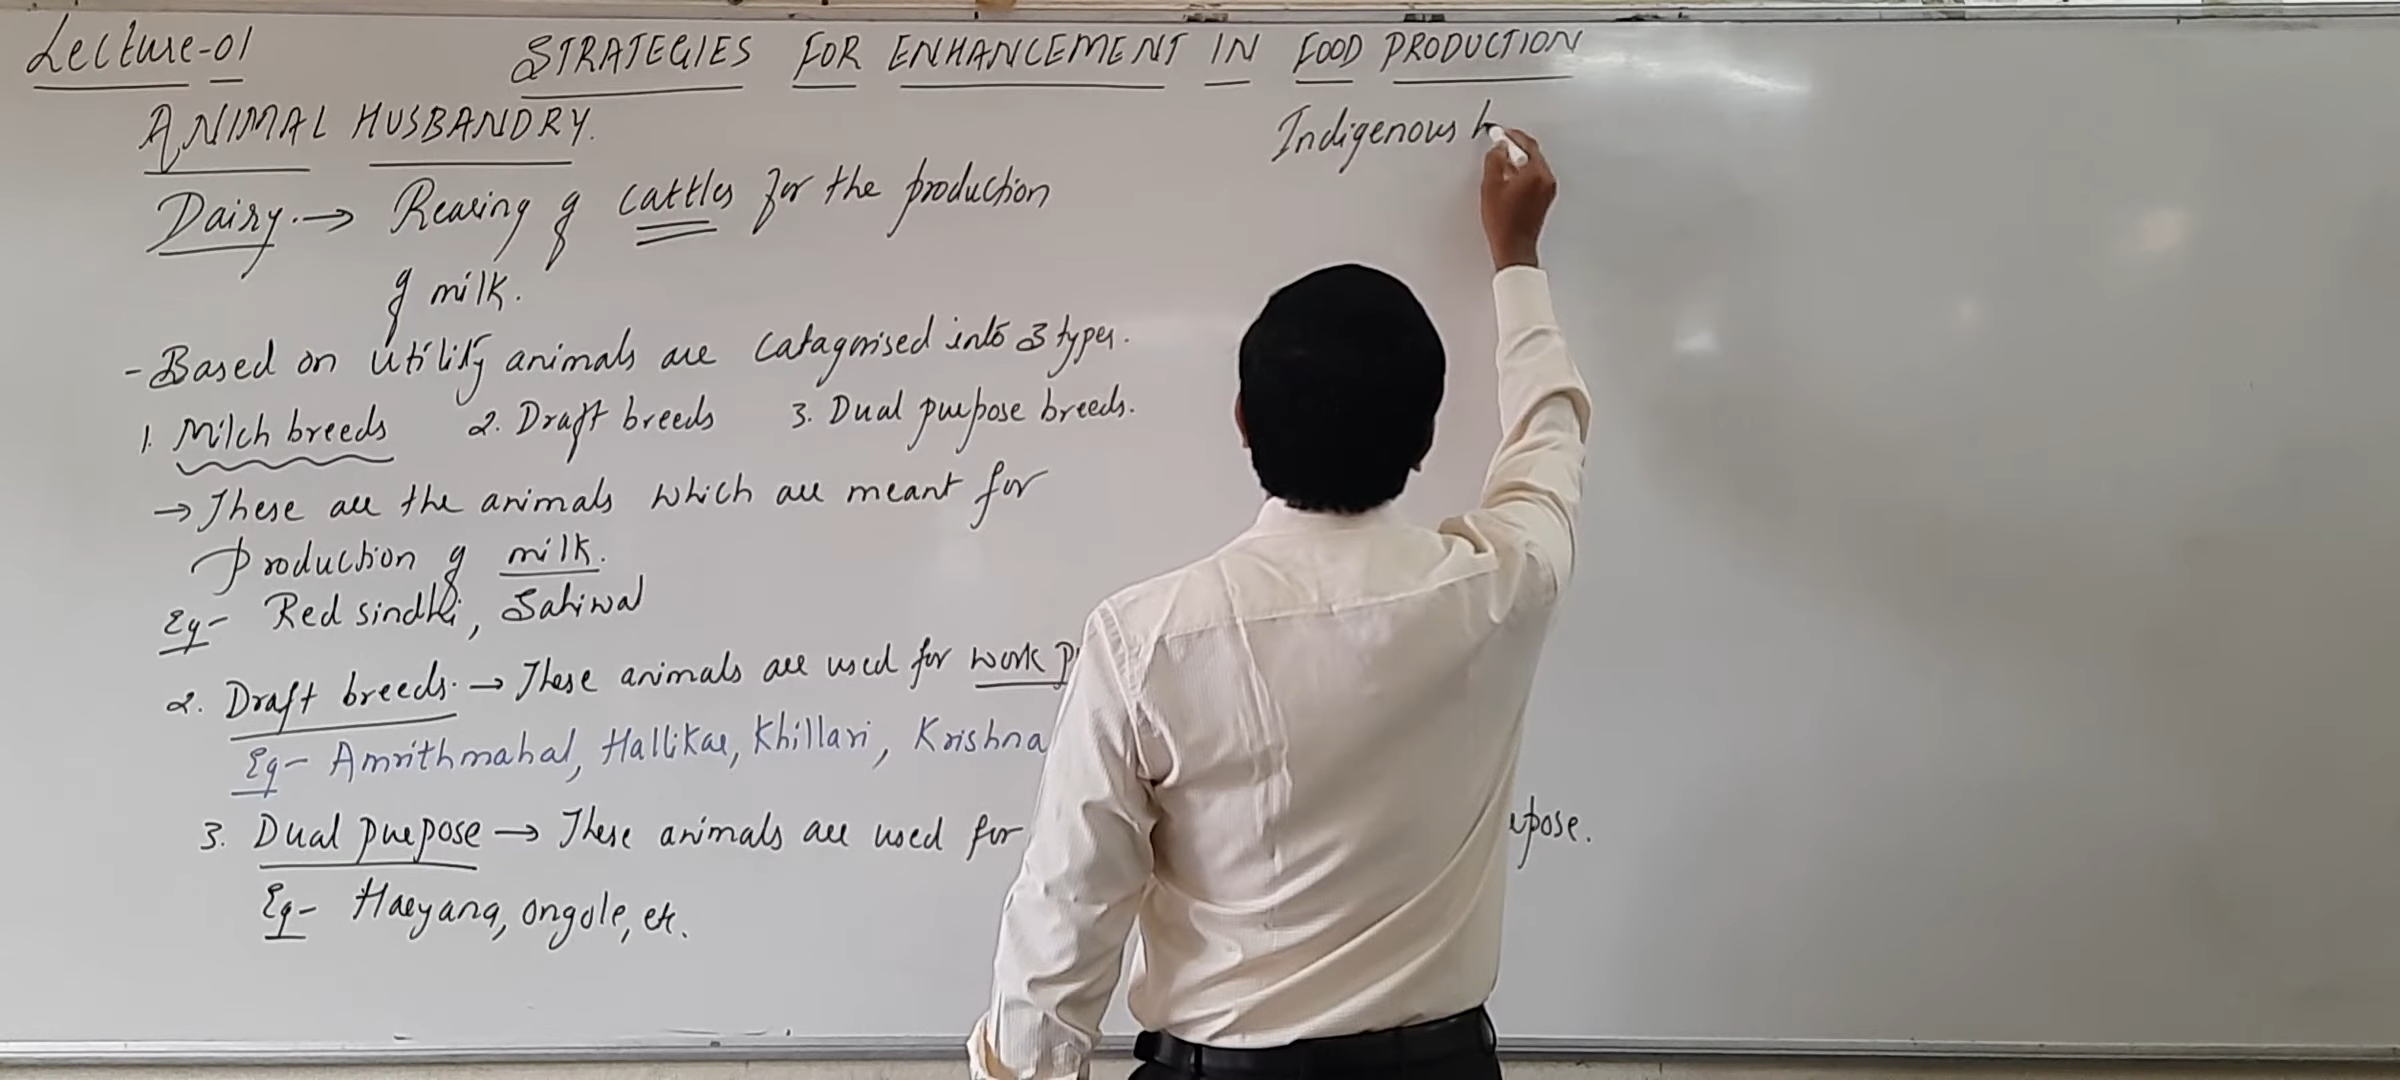 Lecture-01
STRATEGIES FOR ENHANCEMENT IN FOOD PRODUCTION
ANIMAL HUSBANDRY.
Dairy. → Rearing of cattles for the production
of milk.
- Based on utility animals are catagorised into 3 types.
1. Milch breeds 2. Draft breeds 3. Dual purpose breeds.
→ These are the animals which are meant for
production of milk.
Eg- Red sindhi, Sahiwal
2. Draft breeds. → These animals are used for work
Eg- Amrithmahal, Hallikar, Khillari, Krishna
3. Dual purpose → These animals are used for
Eg- Haryana, ongole, etc.
Indigenous